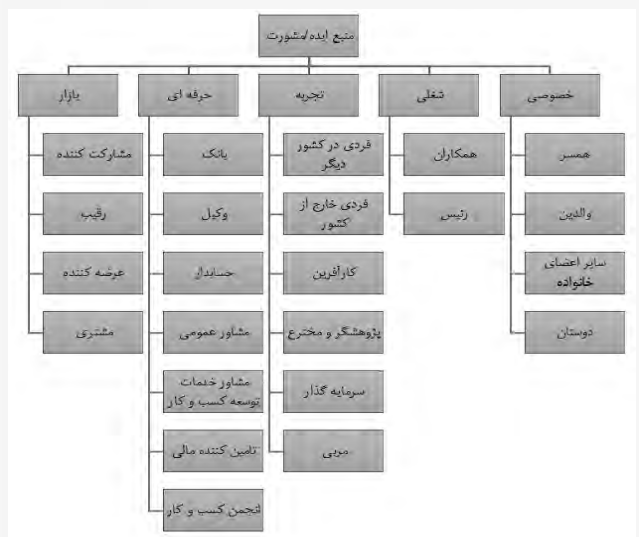 منبع ایده/مشورت
خصوصی
همسر
والدین
سایر اعضای
خانواده
دوستان
شغلی
همکاران
رئیس
تجربه
فردی در کشور
دیگر
فردی خارج از
کشور
کارآفرین
پژوهشگر و مخترع
سرمایه گذار
مربی
حرفه ای
بانک
وکیل
حسابدار
مشاور عمومی
مشاور خدمات
توسعه کسب و کار
تامین کننده مالی
انجمن کسب و کار
بازار
مشارکت کننده
رقیب
عرضه کننده
مشتری